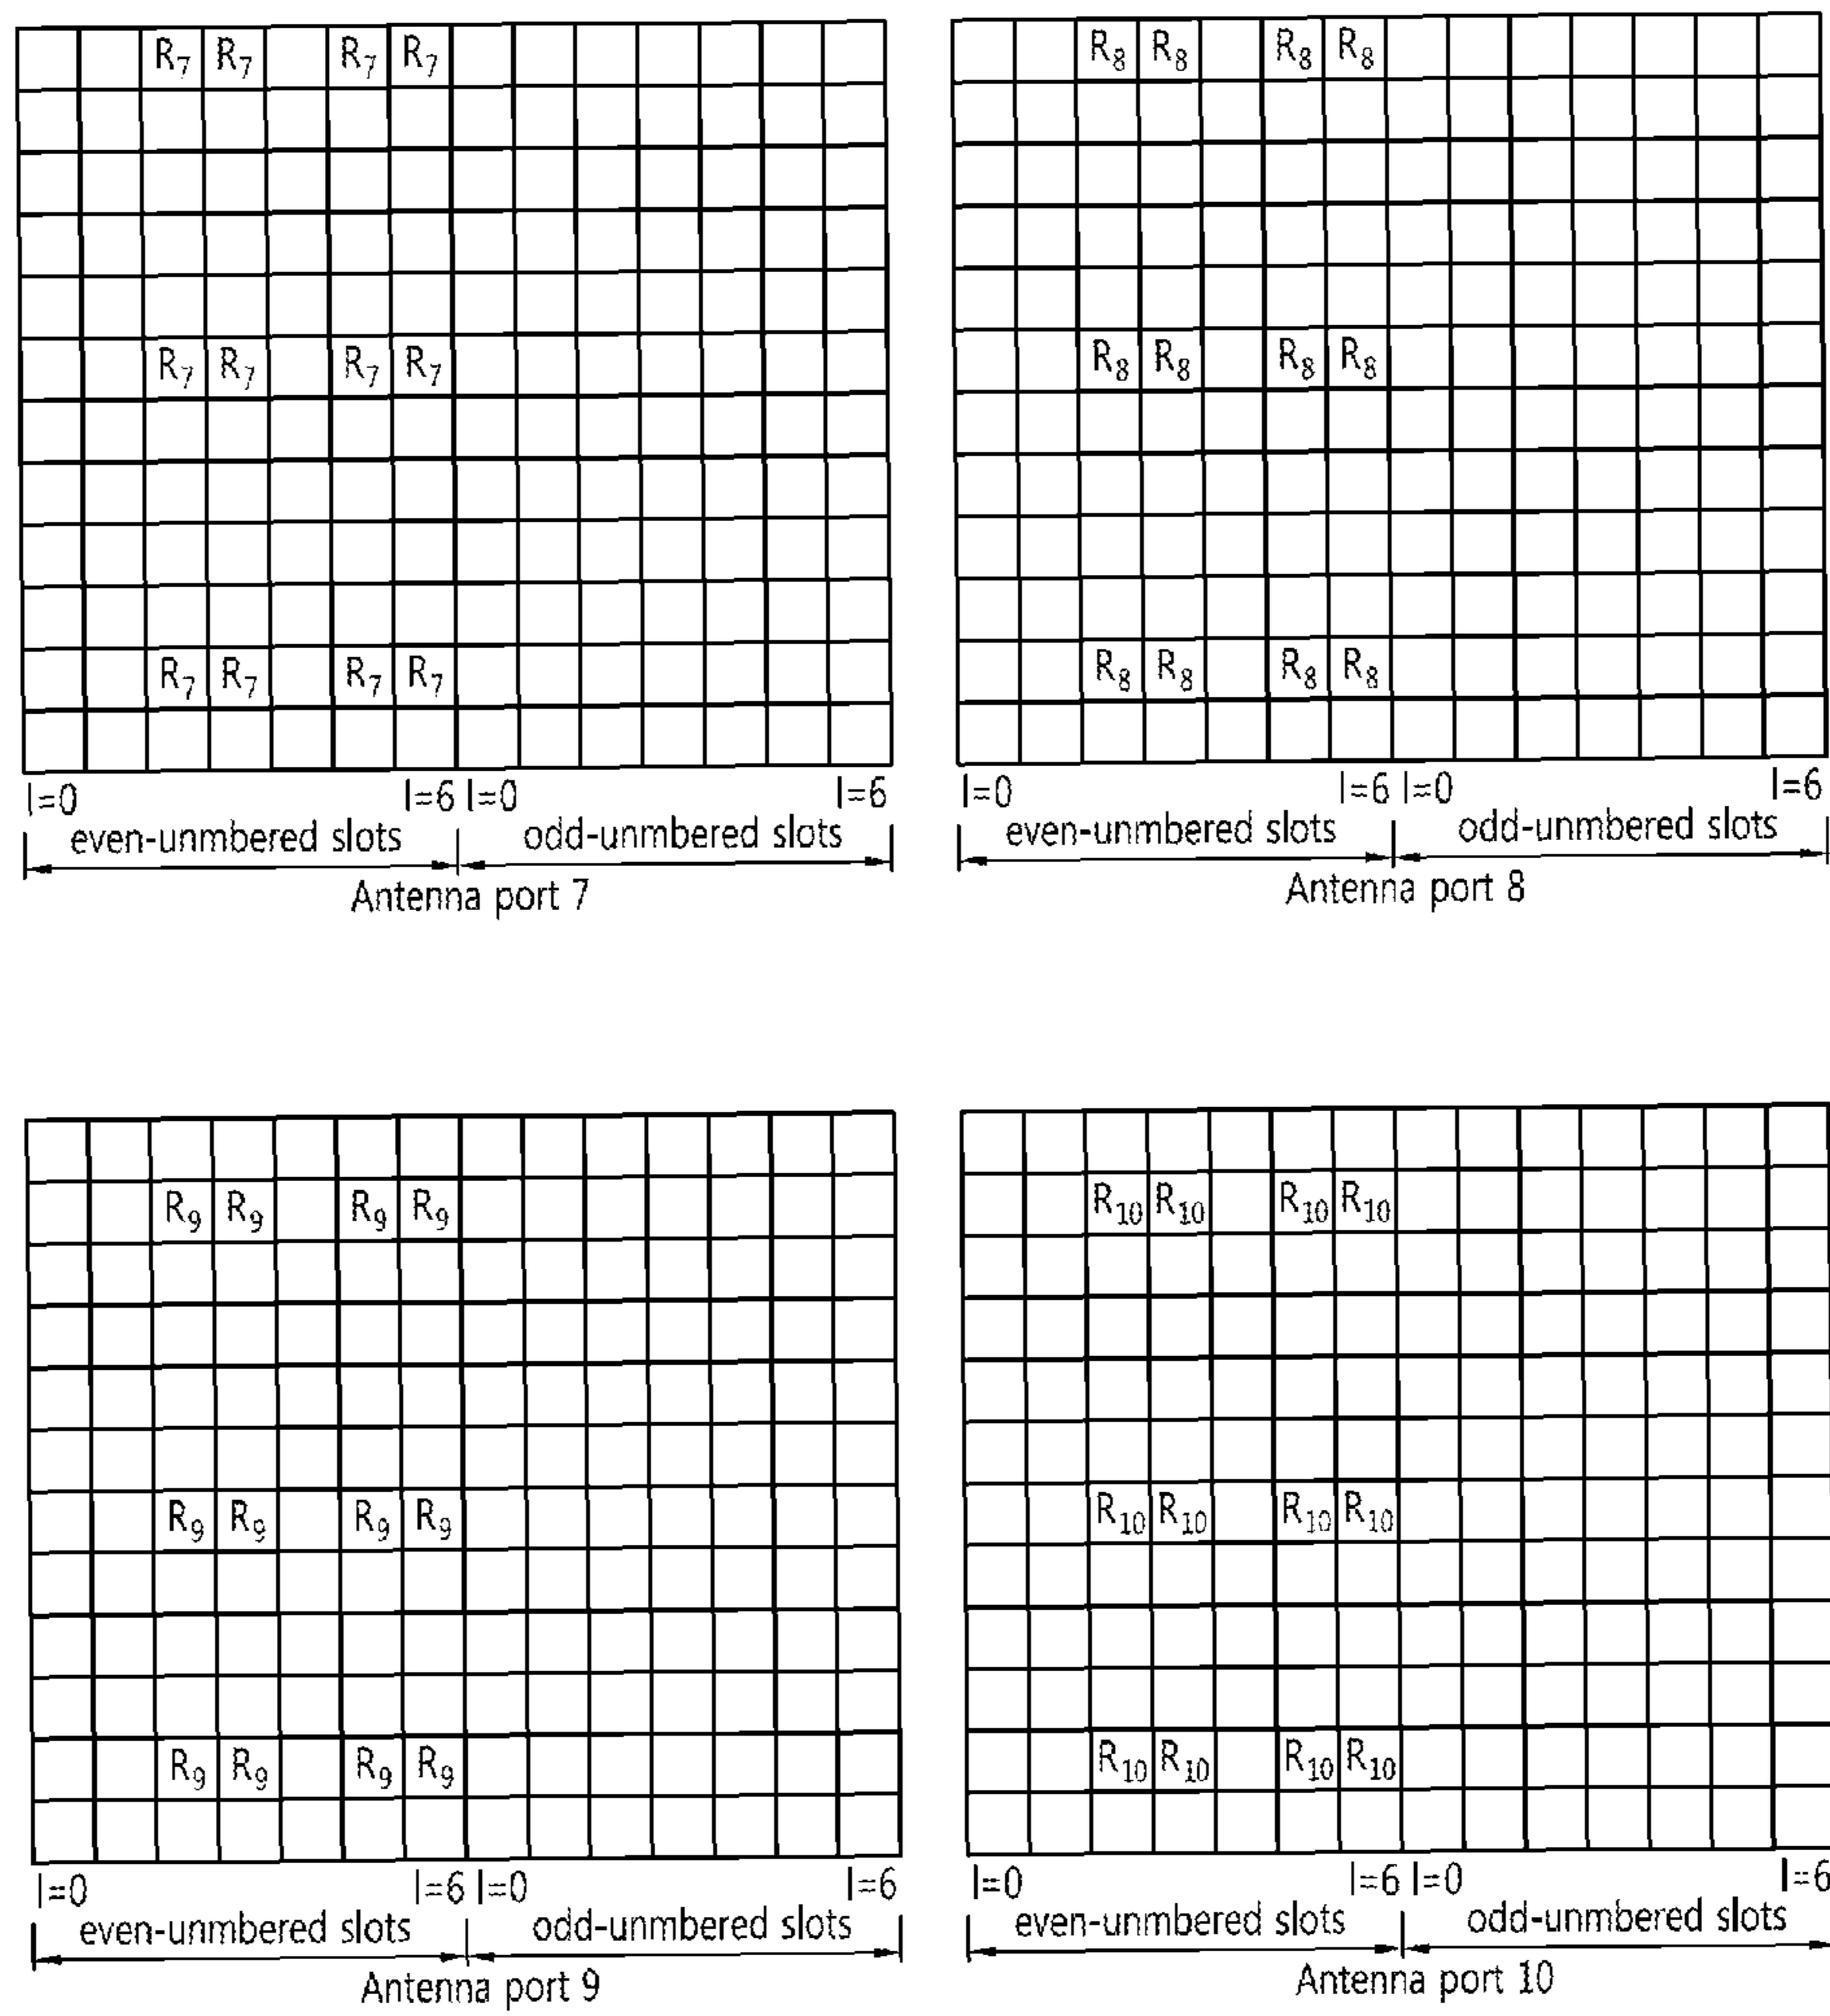 R7 R7 R7 R7
R7 R7 R7 R7
R7 R7 R7 R7
l=0 l=6 l=0 l=6
even-unmbered slots odd-unmbered slots
Antenna port 7
R8 R8 R8 R8
R8 R8 R8 R8
R8 R8 R8 R8
l=0 l=6 l=0 l=6
even-unmbered slots odd-unmbered slots
Antenna port 8
R9 R9 R9 R9
R9 R9 R9 R9
R9 R9 R9 R9
l=0 l=6 l=0 l=6
even-unmbered slots odd-unmbered slots
Antenna port 9
R10 R10 R10 R10
R10 R10 R10 R10
R10 R10 R10 R10
l=0 l=6 l=0 l=6
even-unmbered slots odd-unmbered slots
Antenna port 10